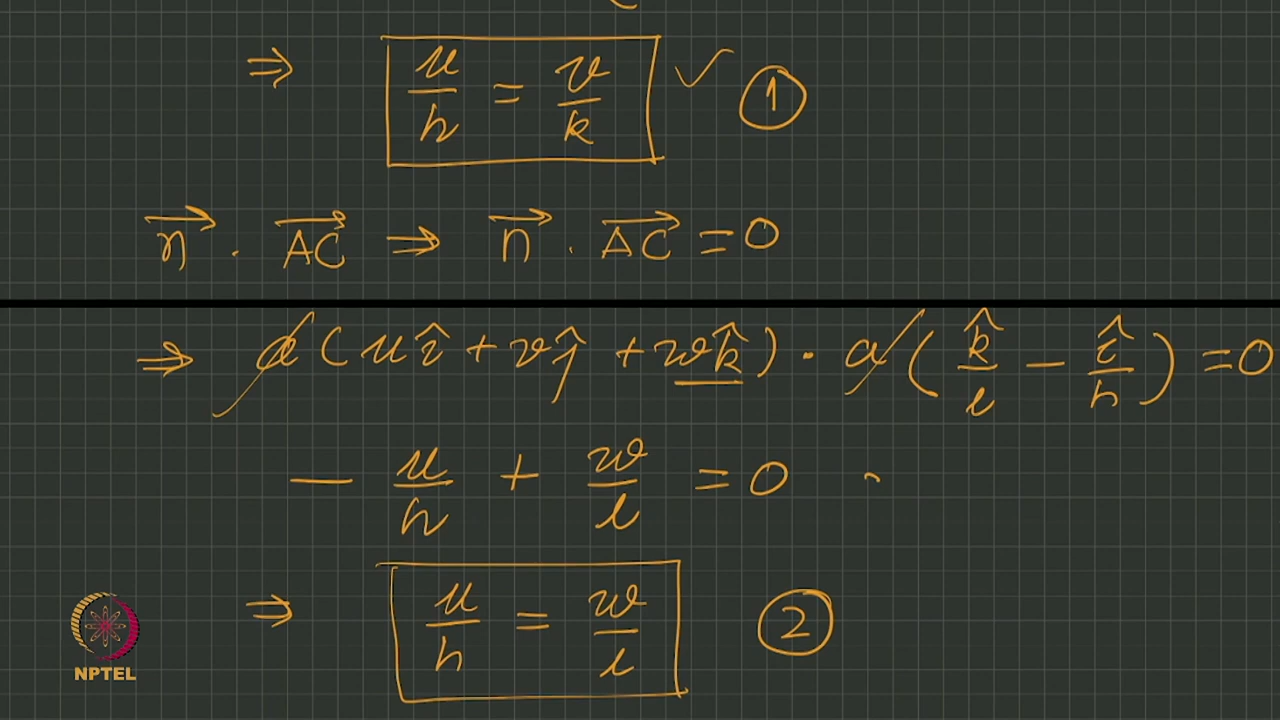 ⇒ u/h = v/k ✓ ①
n⃗ . AC⃗ ⇒ n⃗ . AC⃗ = 0
⇒ a(uî + vĵ + wk̂) · a(k̂/l − î/h) = 0
− u/h + w/l = 0
⇒ u/h = w/l ②
NPTEL